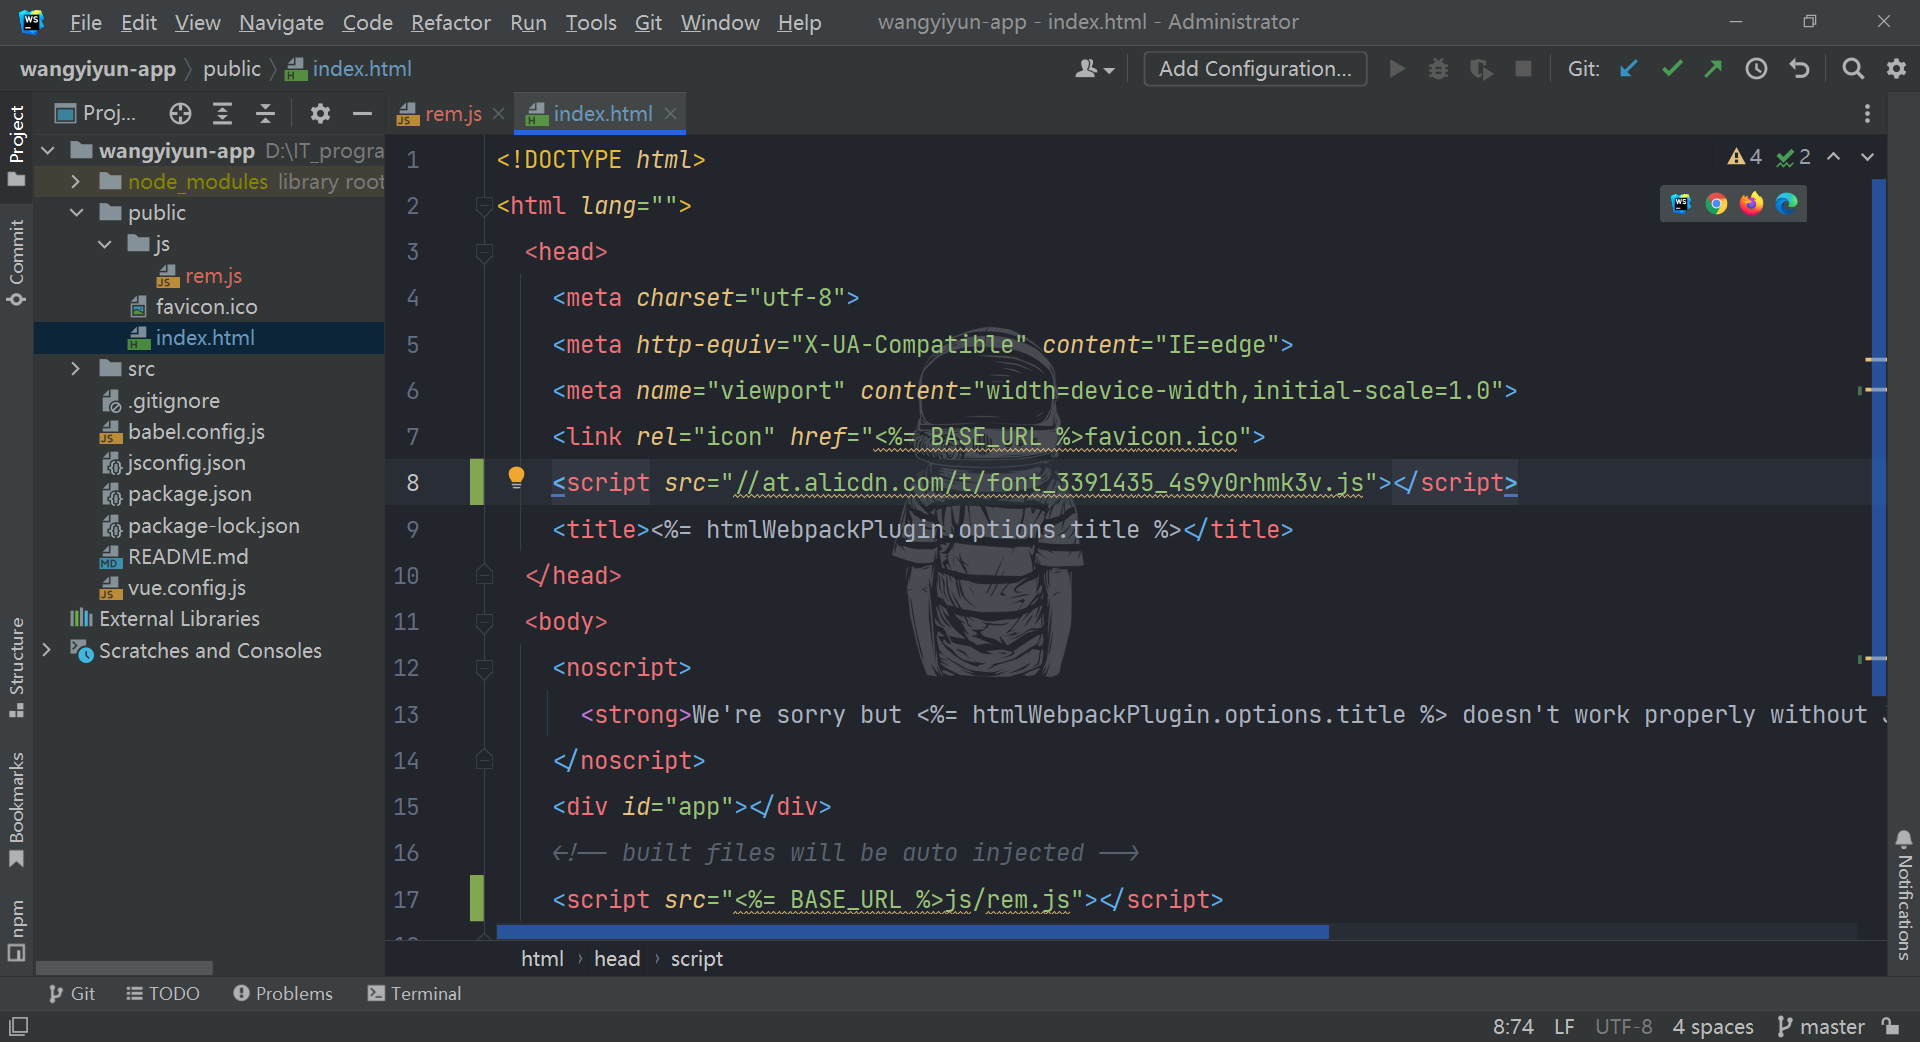 WS File Edit View Navigate Code Refactor Run Tools Git Window Help wangyiyun-app - index.html - Administrator
wangyiyun-app public index.html Add Configuration... Git:
Proj... rem.js index.html
Project
Commit
Structure
Bookmarks
npm
wangyiyun-app D:\IT_progra
node_modules library root
public
js
rem.js
favicon.ico
index.html
src
.gitignore
babel.config.js
jsconfig.json
package.json
package-lock.json
README.md
vue.config.js
External Libraries
Scratches and Consoles
4 2
1 <!DOCTYPE html>
2 <html lang="">
3 <head>
4 <meta charset="utf-8">
5 <meta http-equiv="X-UA-Compatible" content="IE=edge">
6 <meta name="viewport" content="width=device-width,initial-scale=1.0">
7 <link rel="icon" href="<%= BASE_URL %>favicon.ico">
8 <script src="//at.alicdn.com/t/font_3391435_4s9y0rhmk3v.js"></script>
9 <title><%= htmlWebpackPlugin.options.title %></title>
10 </head>
11 <body>
12 <noscript>
13 <strong>We're sorry but <%= htmlWebpackPlugin.options.title %> doesn't work properly without
14 </noscript>
15 <div id="app"></div>
16 <!-- built files will be auto injected -->
17 <script src="<%= BASE_URL %>js/rem.js"></script>
html › head › script
Notifications
Git TODO Problems Terminal
8:74 LF UTF-8 4 spaces master